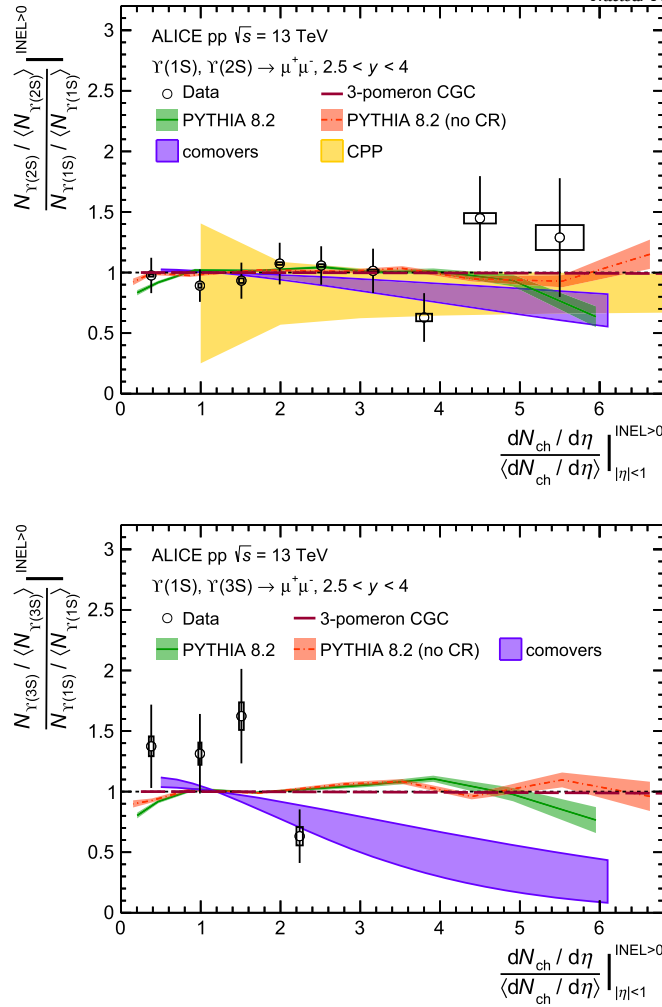 ALICE pp √s = 13 TeV
ϒ(1S), ϒ(2S) → μ⁺μ⁻, 2.5 < y < 4
Data
3-pomeron CGC
PYTHIA 8.2
PYTHIA 8.2 (no CR)
comovers
CPP
N_ϒ(2S) / ⟨N_ϒ(2S)⟩
N_ϒ(1S) / ⟨N_ϒ(1S)⟩
INEL>0
3
2.5
2
1.5
1
0.5
0
0 1 2 3 4 5 6
dN_ch / dη
⟨dN_ch / dη⟩
INEL>0
|η|<1
ALICE pp √s = 13 TeV
ϒ(1S), ϒ(3S) → μ⁺μ⁻, 2.5 < y < 4
Data
3-pomeron CGC
PYTHIA 8.2
PYTHIA 8.2 (no CR)
comovers
N_ϒ(3S) / ⟨N_ϒ(3S)⟩
N_ϒ(1S) / ⟨N_ϒ(1S)⟩
INEL>0
3
2.5
2
1.5
1
0.5
0
0 1 2 3 4 5 6
dN_ch / dη
⟨dN_ch / dη⟩
INEL>0
|η|<1